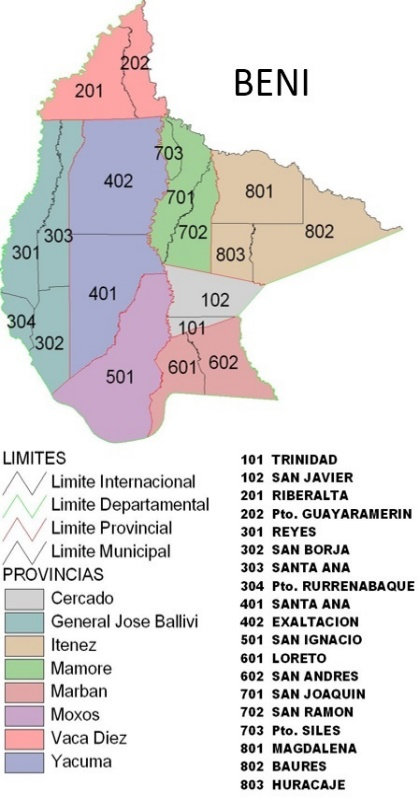 BENI
201
202
402
703
701
702
801
802
803
301
303
304
302
401
102
101
501
601
602
LIMITES
Limite Internacional
Limite Departamental
Limite Provincial
Limite Municipal
PROVINCIAS
Cercado
General Jose Ballivi
Itenez
Mamore
Marban
Moxos
Vaca Diez
Yacuma
101 TRINIDAD
102 SAN JAVIER
201 RIBERALTA
202 Pto. GUAYARAMERIN
301 REYES
302 SAN BORJA
303 SANTA ANA
304 Pto. RURRENABAQUE
401 SANTA ANA
402 EXALTACION
501 SAN IGNACIO
601 LORETO
602 SAN ANDRES
701 SAN JOAQUIN
702 SAN RAMON
703 Pto. SILES
801 MAGDALENA
802 BAURES
803 HURACAJE